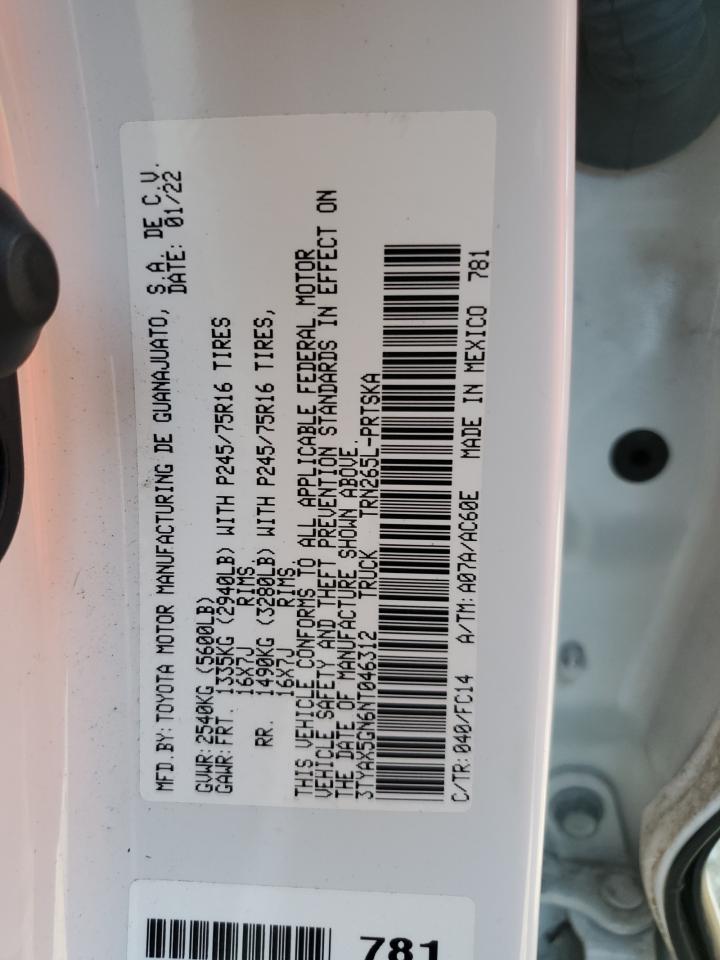 MFD.BY: TOYOTA MOTOR MANUFACTURING DE GUANAJUATO, S.A. DE C.V.
DATE: 01/22
GVWR: 2540KG (5600LB)
GAWR: FRT. 1335KG (2940LB) WITH P245/75R16 TIRES
16X7J RIMS
RR. 1490KG (3280LB) WITH P245/75R16 TIRES,
16X7J RIMS
THIS VEHICLE CONFORMS TO ALL APPLICABLE FEDERAL MOTOR
VEHICLE SAFETY AND THEFT PREVENTION STANDARDS IN EFFECT ON
THE DATE OF MANUFACTURE SHOWN ABOVE.
3TYAX5GN6NT046312 TRUCK TRN265L-PRTSKA
C/TR: 040/FC14 A/TM: A07A/AC60E MADE IN MEXICO 781
781